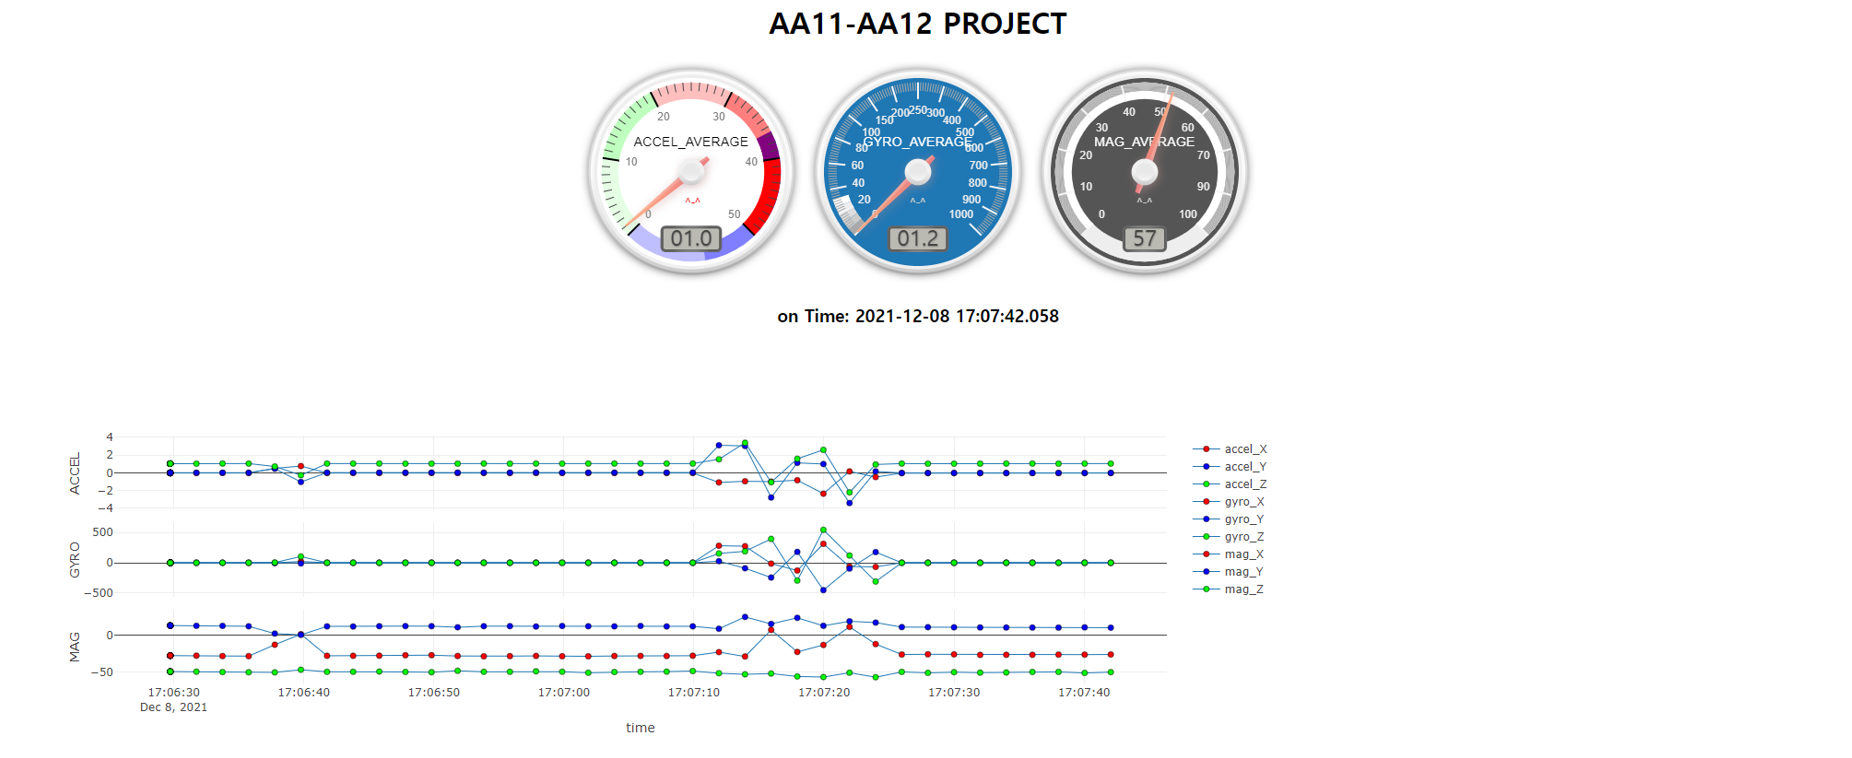 AA11-AA12 PROJECT
0 10 20 30 40 50
ACCEL_AVERAGE
^_^
01.0
0 20 40 60 80 100 150 200 250 300 400 500 600 700 800 900 1000
GYRO_AVERAGE
^_^
01.2
0 10 20 30 40 50 60 70 90 100
MAG_AVERAGE
^_^
57
on Time: 2021-12-08 17:07:42.058
ACCEL
4
2
0
−2
−4
GYRO
500
0
−500
MAG
0
−50
17:06:30 17:06:40 17:06:50 17:07:00 17:07:10 17:07:20 17:07:30 17:07:40
Dec 8, 2021
time
accel_X
accel_Y
accel_Z
gyro_X
gyro_Y
gyro_Z
mag_X
mag_Y
mag_Z